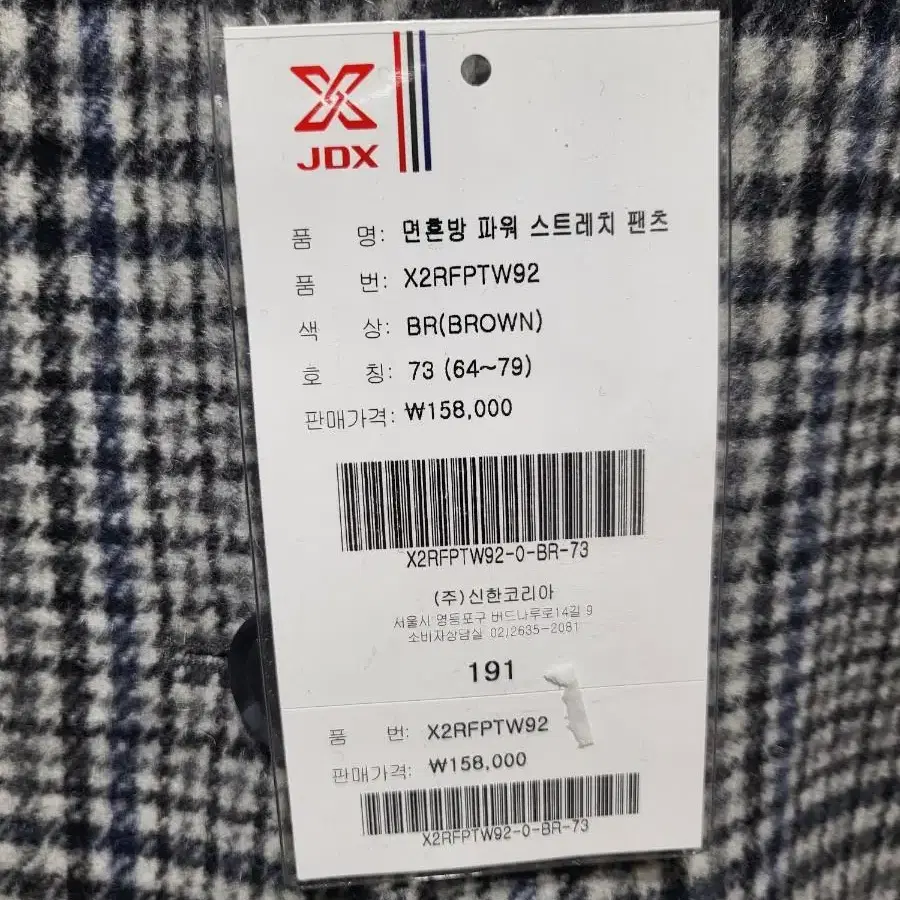 JDX
품 명: 면혼방 파워 스트레치 팬츠
품 번: X2RFPTW92
색 상: BR(BROWN)
호 칭: 73 (64~79)
판매가격: ₩158,000
X2RFPTW92-0-BR-73
(주)신한코리아
서울시 영등포구 버드나루로14길 9
소비자상담실 02)2635-2081
191
품 번: X2RFPTW92
판매가격: ₩158,000
X2RFPTW92-0-BR-73